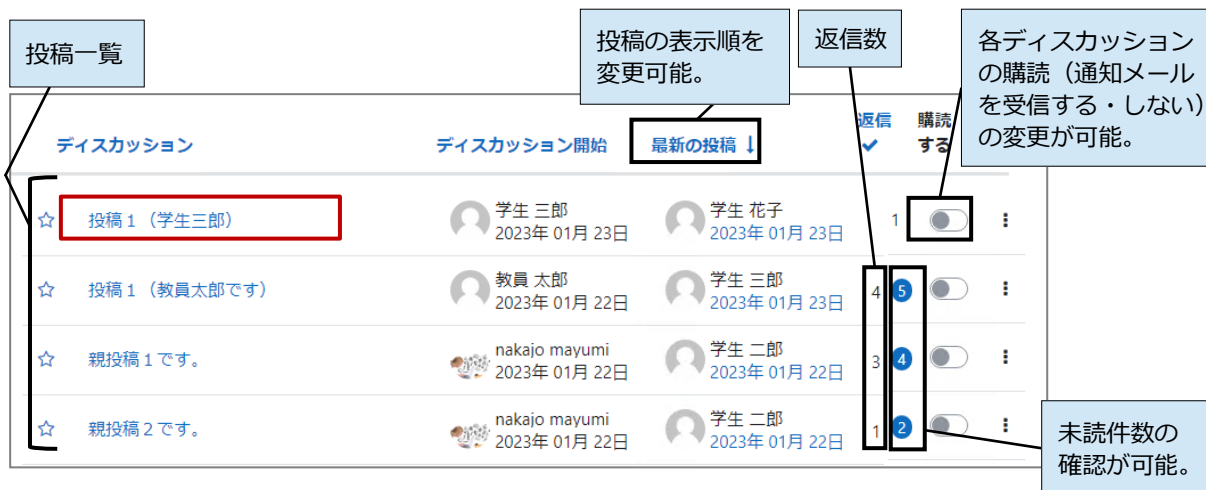 投稿一覧
投稿の表示順を
変更可能。
返信数
各ディスカッション
の購読（通知メール
を受信する・しない）
の変更が可能。
ディスカッション
ディスカッション開始
最新の投稿 ↓
返信
購読
する
投稿１（学生三郎）
学生 三郎
2023年 01月 23日
学生 花子
2023年 01月 23日
1
投稿１（教員太郎です）
教員 太郎
2023年 01月 22日
学生 三郎
2023年 01月 23日
4
5
親投稿１です。
nakajo mayumi
2023年 01月 22日
学生 二郎
2023年 01月 22日
3
4
親投稿２です。
nakajo mayumi
2023年 01月 22日
学生 二郎
2023年 01月 22日
1
2
未読件数の
確認が可能。